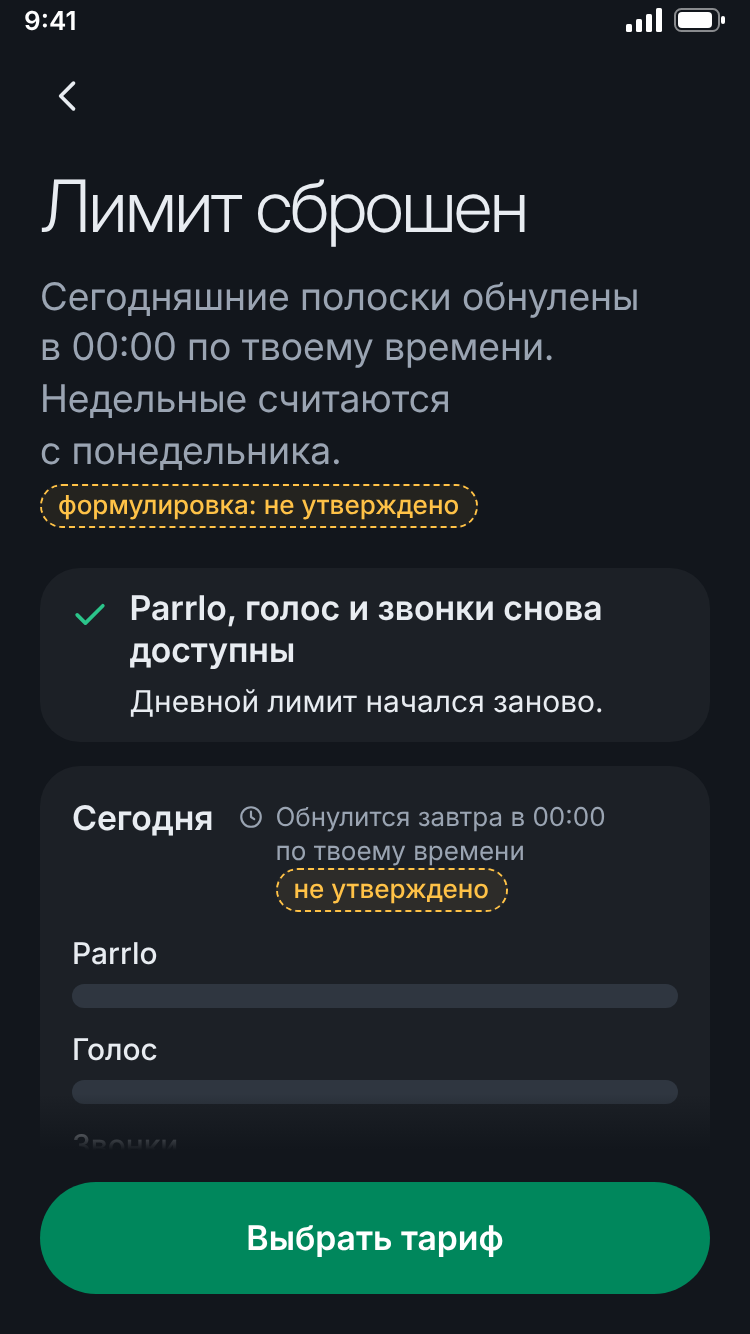 9:41
Лимит сброшен
Сегодняшние полоски обнулены
в 00:00 по твоему времени.
Недельные считаются
с понедельника.
формулировка: не утверждено
Parrlo, голос и звонки снова
доступны
Дневной лимит начался заново.
Сегодня
Обнулится завтра в 00:00
по твоему времени
не утверждено
Parrlo
Голос
Звонки
Выбрать тариф